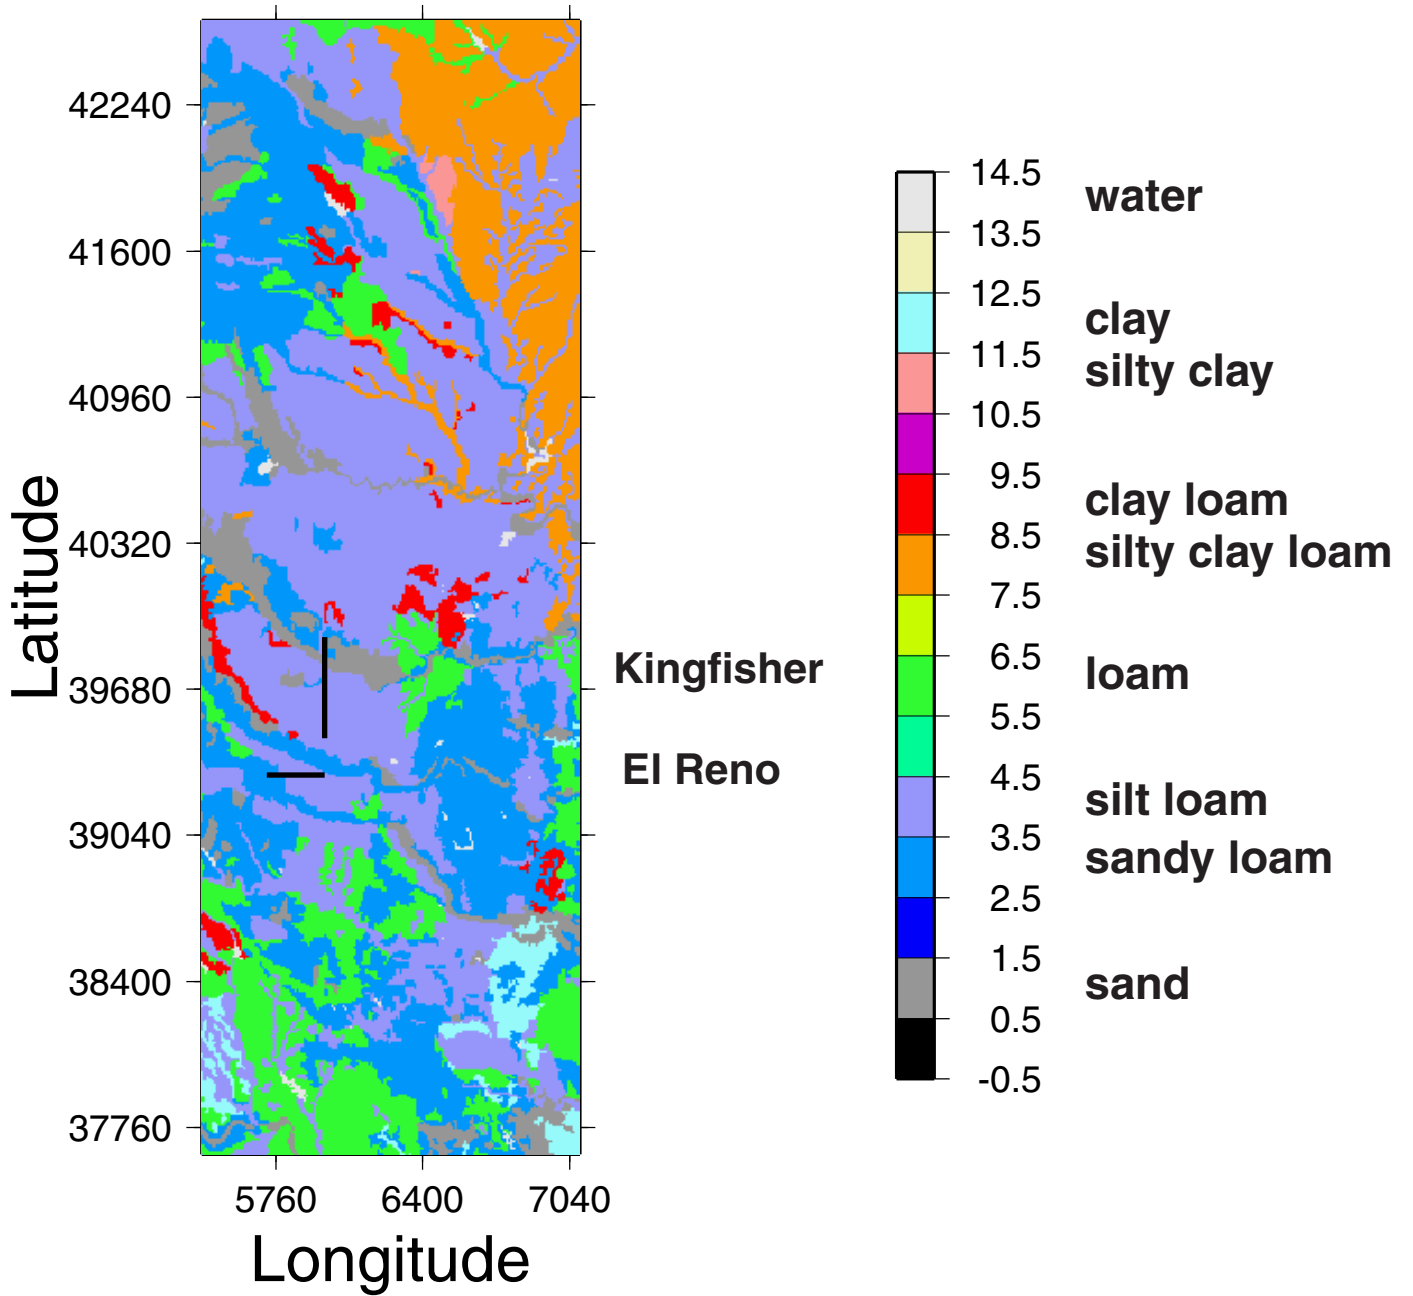 42240
41600
40960
40320
39680
39040
38400
37760
Latitude
5760 6400 7040
Longitude
Kingfisher
El Reno
14.5
13.5
12.5
11.5
10.5
9.5
8.5
7.5
6.5
5.5
4.5
3.5
2.5
1.5
0.5
-0.5
water
clay
silty clay
clay loam
silty clay loam
loam
silt loam
sandy loam
sand